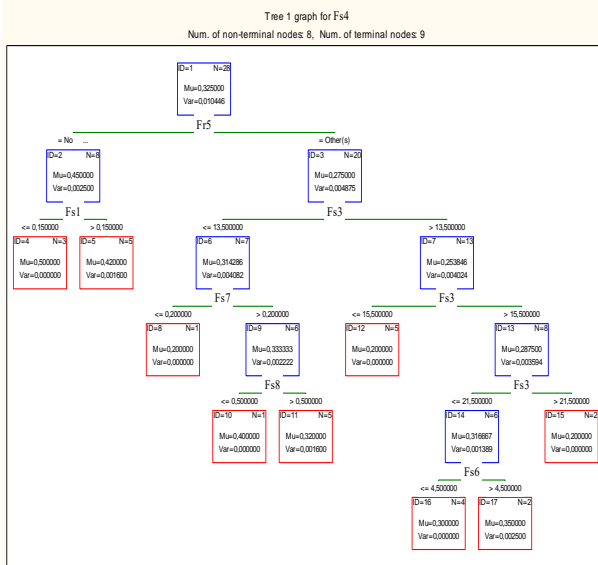 Tree 1 graph for Fs4
Num. of non-terminal nodes: 8, Num. of terminal nodes: 9
ID=1 N=28
Mu=0,325000
Var=0,010446
Fr5
= No ...
= Other(s)
ID=2 N=8
Mu=0,450000
Var=0,002500
ID=3 N=20
Mu=0,275000
Var=0,004875
Fs1
Fs3
<= 0,150000
> 0,150000
<= 13,500000
> 13,500000
ID=4 N=3
Mu=0,500000
Var=0,000000
ID=5 N=5
Mu=0,420000
Var=0,001600
ID=6 N=7
Mu=0,314286
Var=0,004082
ID=7 N=13
Mu=0,253846
Var=0,004024
Fs7
Fs3
<= 0,200000
> 0,200000
<= 15,500000
> 15,500000
ID=8 N=1
Mu=0,200000
Var=0,000000
ID=9 N=6
Mu=0,333333
Var=0,002222
ID=12 N=5
Mu=0,200000
Var=0,000000
ID=13 N=8
Mu=0,287500
Var=0,003594
Fs8
Fs3
<= 0,500000
> 0,500000
<= 21,500000
> 21,500000
ID=10 N=1
Mu=0,400000
Var=0,000000
ID=11 N=5
Mu=0,320000
Var=0,001600
ID=14 N=6
Mu=0,316667
Var=0,001389
ID=15 N=2
Mu=0,200000
Var=0,000000
Fs6
<= 4,500000
> 4,500000
ID=16 N=4
Mu=0,300000
Var=0,000000
ID=17 N=2
Mu=0,350000
Var=0,002500